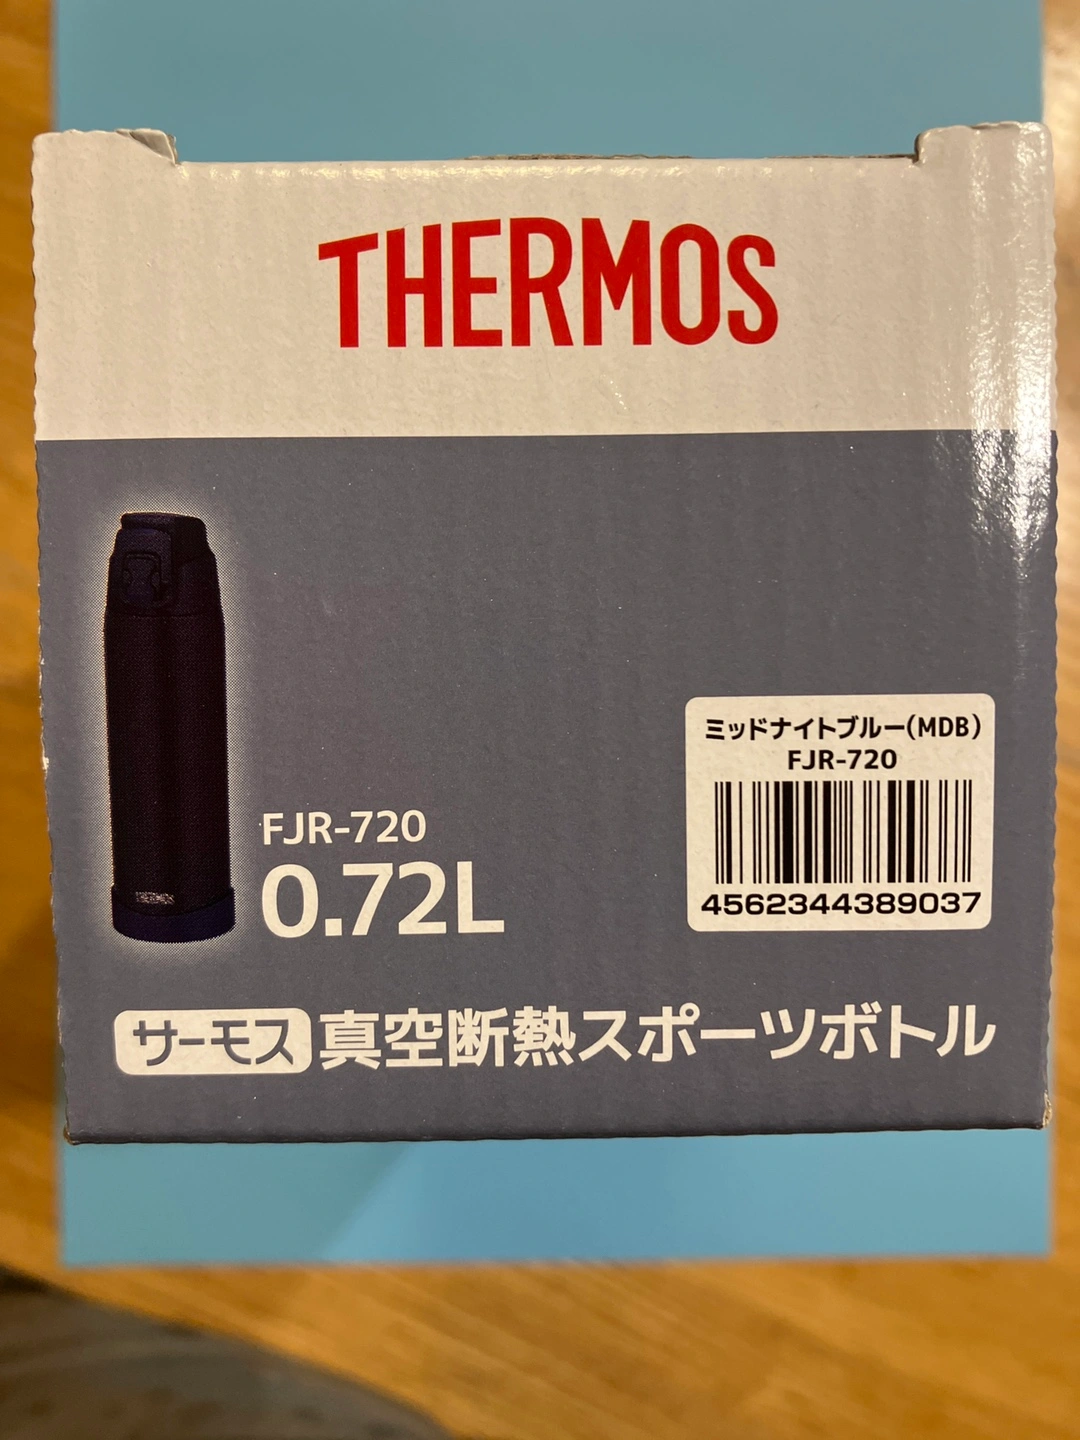 THERMOS
ミッドナイトブルー(MDB)
FJR-720
4562344389037
THERMOS
FJR-720
0.72L
サーモス 真空断熱スポーツボトル